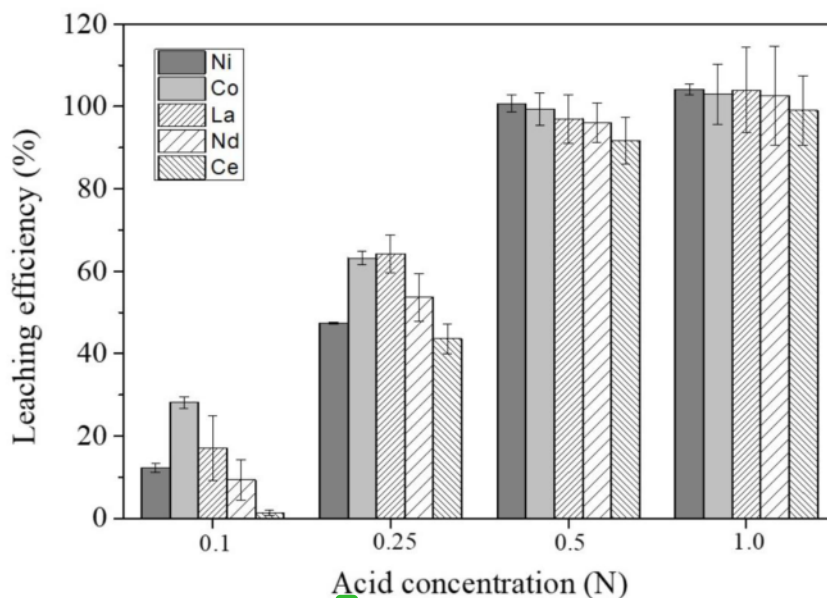 120
100
80
60
40
20
0
Ni
Co
La
Nd
Ce
Leaching efficiency (%)
0.1 0.25 0.5 1.0
Acid concentration (N)